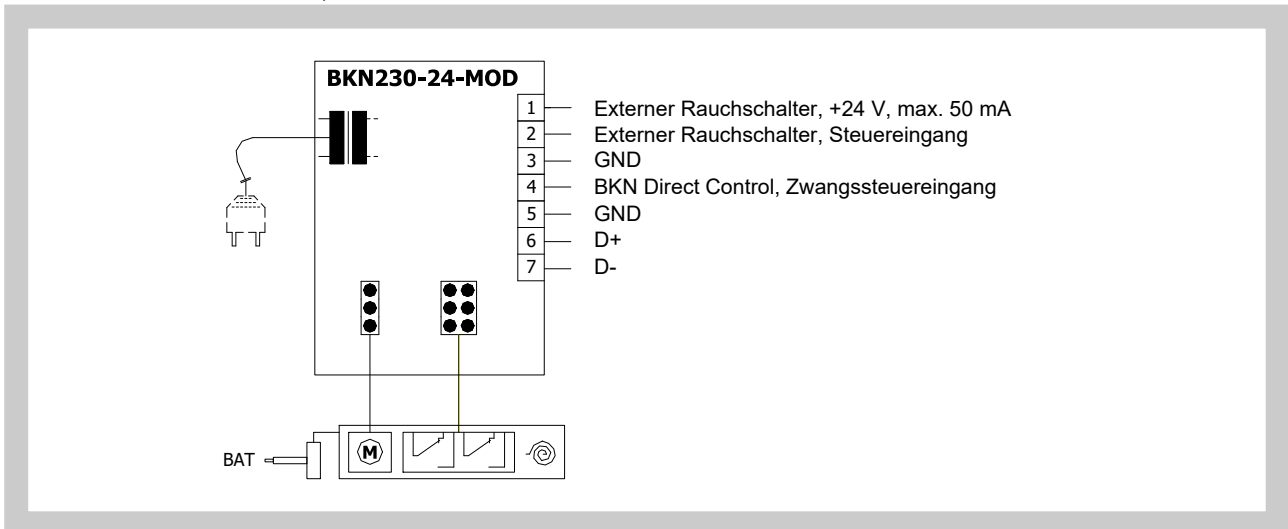 BKN230-24-MOD
1 Externer Rauchschalter, +24 V, max. 50 mA
2 Externer Rauchschalter, Steuereingang
3 GND
4 BKN Direct Control, Zwangssteuereingang
5 GND
6 D+
7 D-
BAT
M